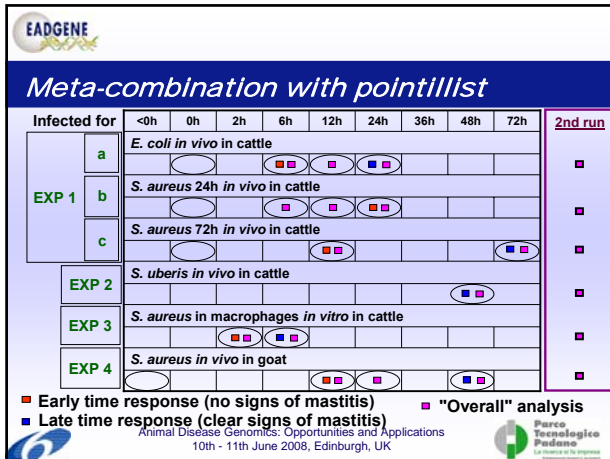 EADGENE
Meta-combination with pointillist
Infected for <0h 0h 2h 6h 12h 24h 36h 48h 72h 2nd run
EXP 1
a
E. coli in vivo in cattle
b
S. aureus 24h in vivo in cattle
c
S. aureus 72h in vivo in cattle
EXP 2
S. uberis in vivo in cattle
EXP 3
S. aureus in macrophages in vitro in cattle
EXP 4
S. aureus in vivo in goat
Early time response (no signs of mastitis)
"Overall" analysis
Late time response (clear signs of mastitis)
Animal Disease Genomics: Opportunities and Applications
10th - 11th June 2008, Edinburgh, UK
Parco
Tecnologico
Padano
La ricerca e la impresa